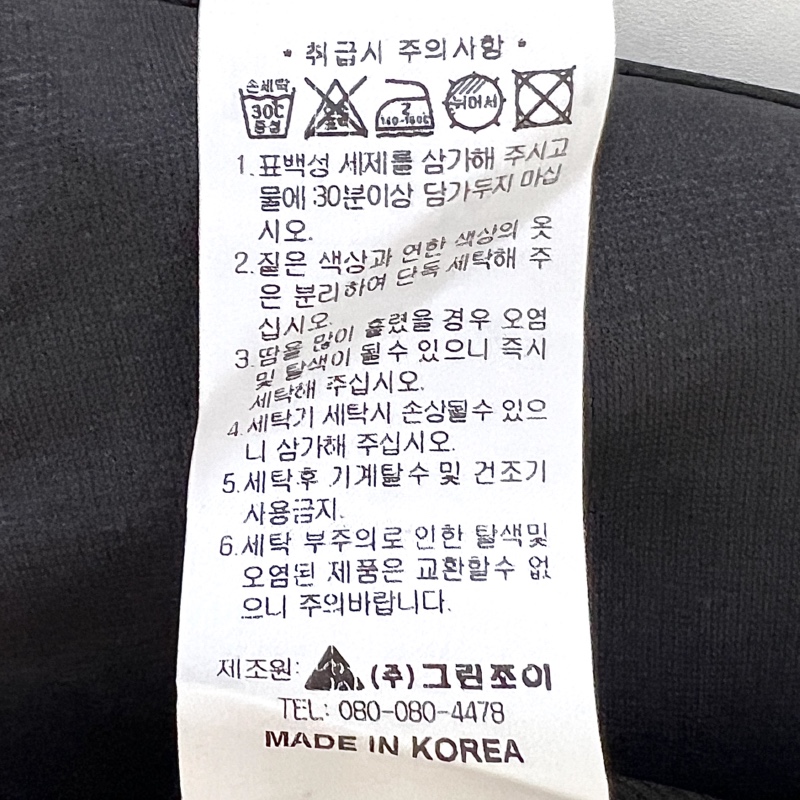 • 취급시 주의사항 •
손세탁
30℃
중성
염소
표백
2
140-160℃
뉘어서
1. 표백성 세제를 삼가해 주시고
물에 30분이상 담가두지 마십
시오.
2. 짙은 색상과 연한 색상의 옷
은 분리하여 단독 세탁해 주
십시오.
3. 땀을 많이 흘렸을 경우 오염
및 탈색이 될수 있으니 즉시
세탁해 주십시오.
4. 세탁기 세탁시 손상될수 있으
니 삼가해 주십시오.
5. 세탁후 기계탈수 및 건조기
사용금지.
6. 세탁 부주의로 인한 탈색및
오염된 제품은 교환할수 없
으니 주의바랍니다.
제조원: (주)그린조이
TEL: 080-080-4478
MADE IN KOREA